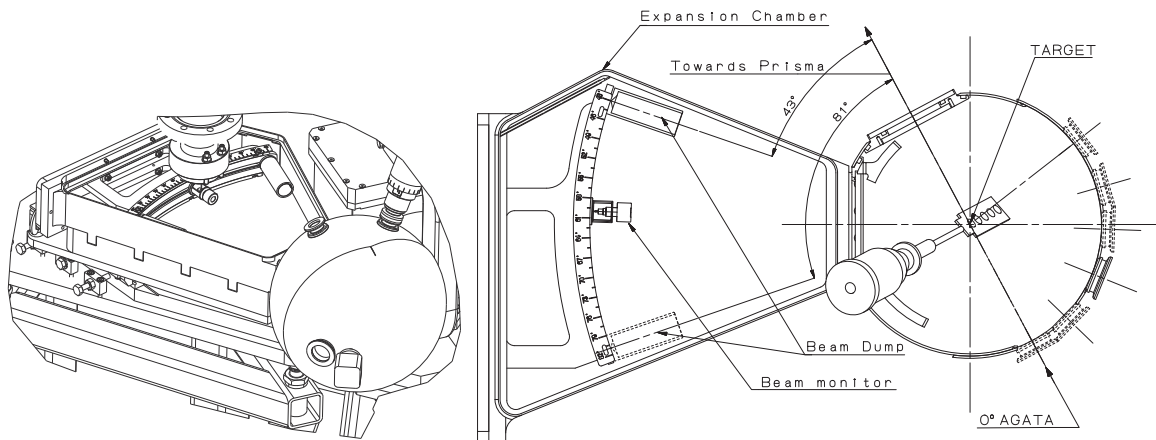 Expansion Chamber
TARGET
Towards Prisma
43°
81°
Beam Dump
Beam monitor
0° AGATA